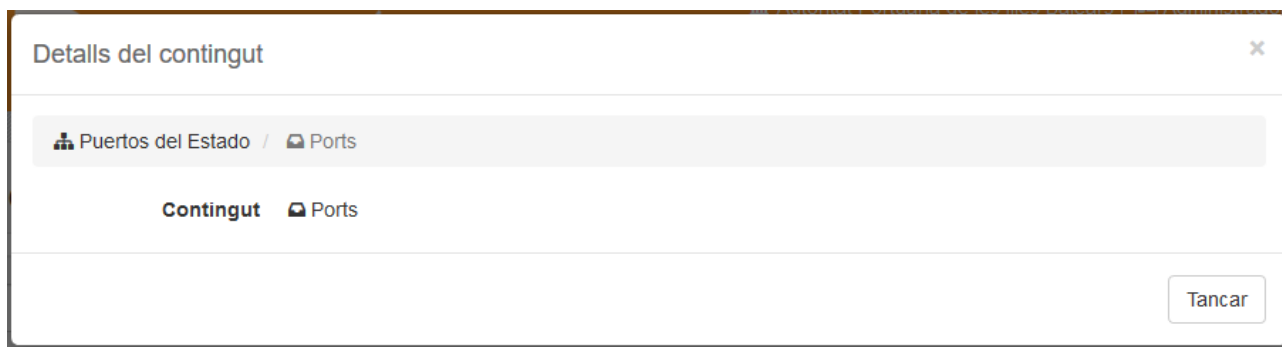 Detalls del contingut ×
Puertos del Estado / Ports
Contingut Ports
Tancar